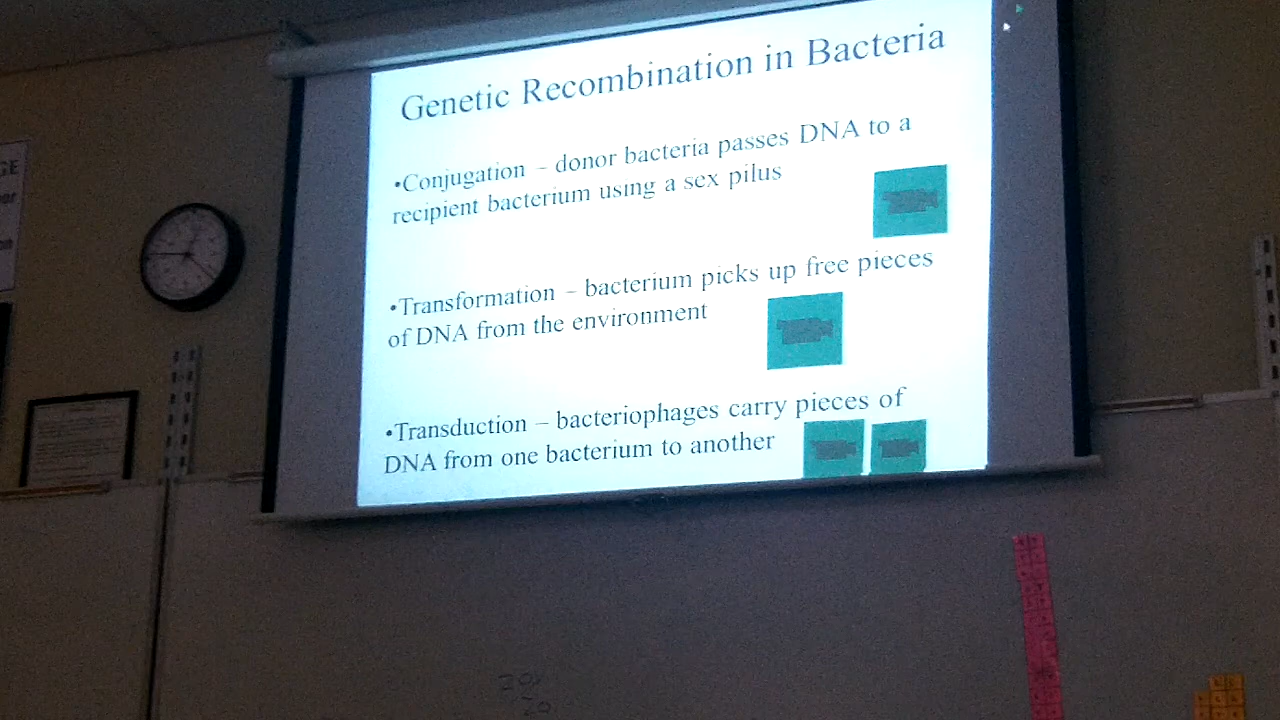 Genetic Recombination in Bacteria
•Conjugation – donor bacteria passes DNA to a
recipient bacterium using a sex pilus
•Transformation – bacterium picks up free pieces
of DNA from the environment
•Transduction – bacteriophages carry pieces of
DNA from one bacterium to another